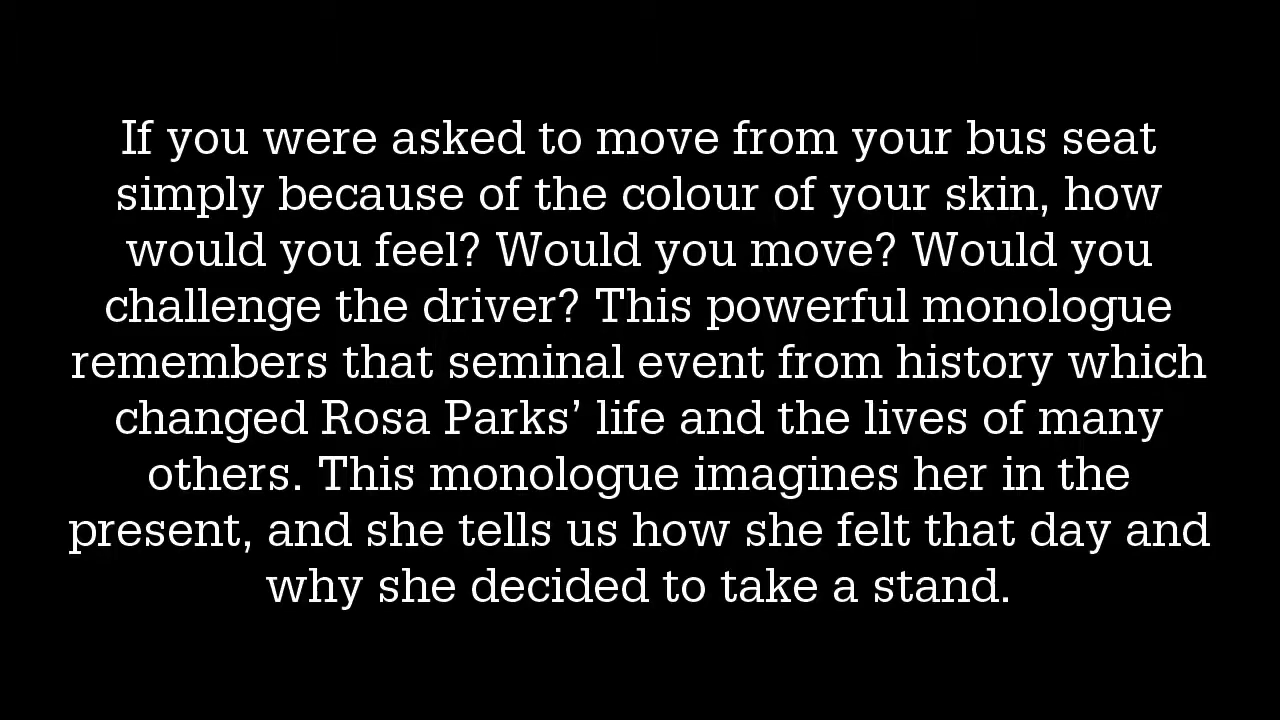 If you were asked to move from your bus seat
simply because of the colour of your skin, how
would you feel? Would you move? Would you
challenge the driver? This powerful monologue
remembers that seminal event from history which
changed Rosa Parks’ life and the lives of many
others. This monologue imagines her in the
present, and she tells us how she felt that day and
why she decided to take a stand.